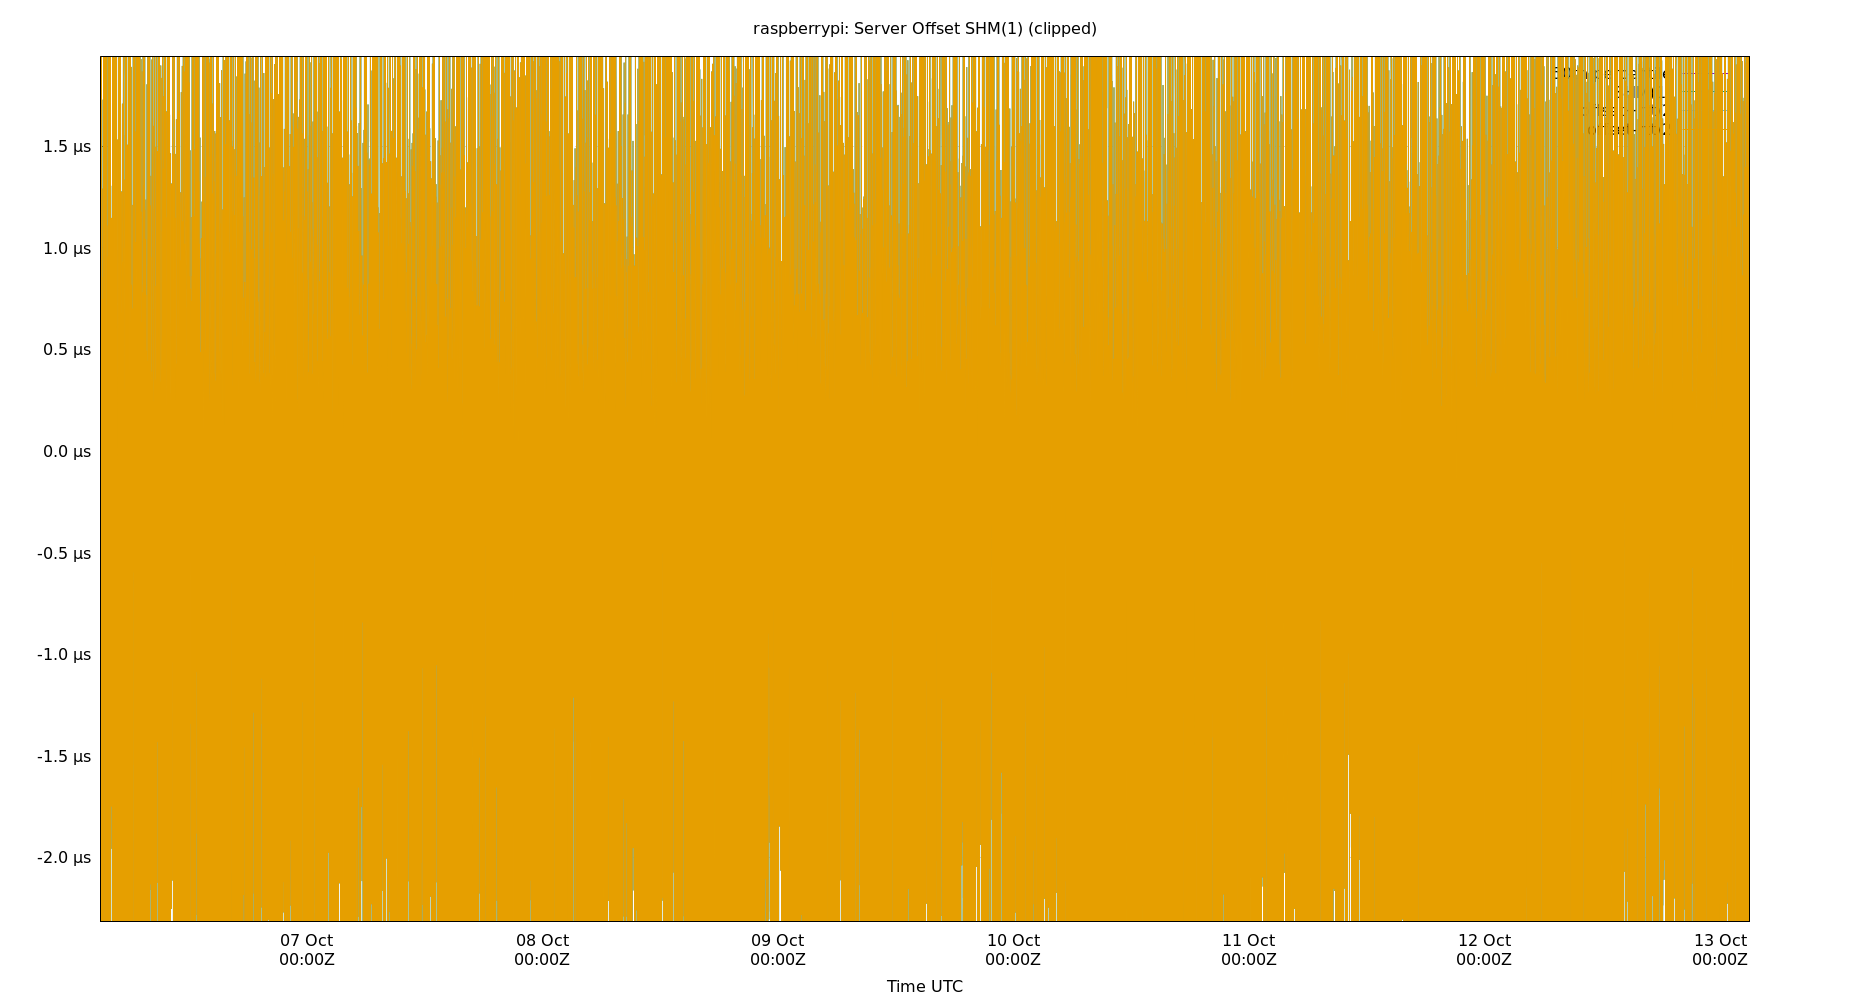 raspberrypi: Server Offset SHM(1) (clipped)
1.5 µs
1.0 µs
0.5 µs
0.0 µs
-0.5 µs
-1.0 µs
-1.5 µs
-2.0 µs
07 Oct 08 Oct 09 Oct 10 Oct 11 Oct 12 Oct 13 Oct
00:00Z 00:00Z 00:00Z 00:00Z 00:00Z 00:00Z 00:00Z
Time UTC